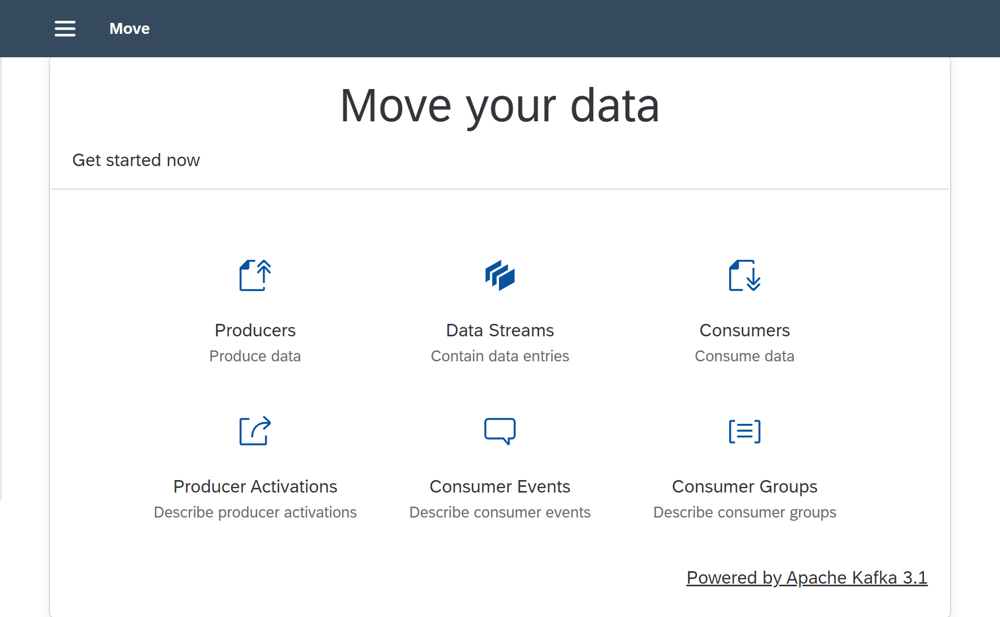 Move
Move your data
Get started now
Producers
Produce data
Data Streams
Contain data entries
Consumers
Consume data
Producer Activations
Describe producer activations
Consumer Events
Describe consumer events
Consumer Groups
Describe consumer groups
Powered by Apache Kafka 3.1